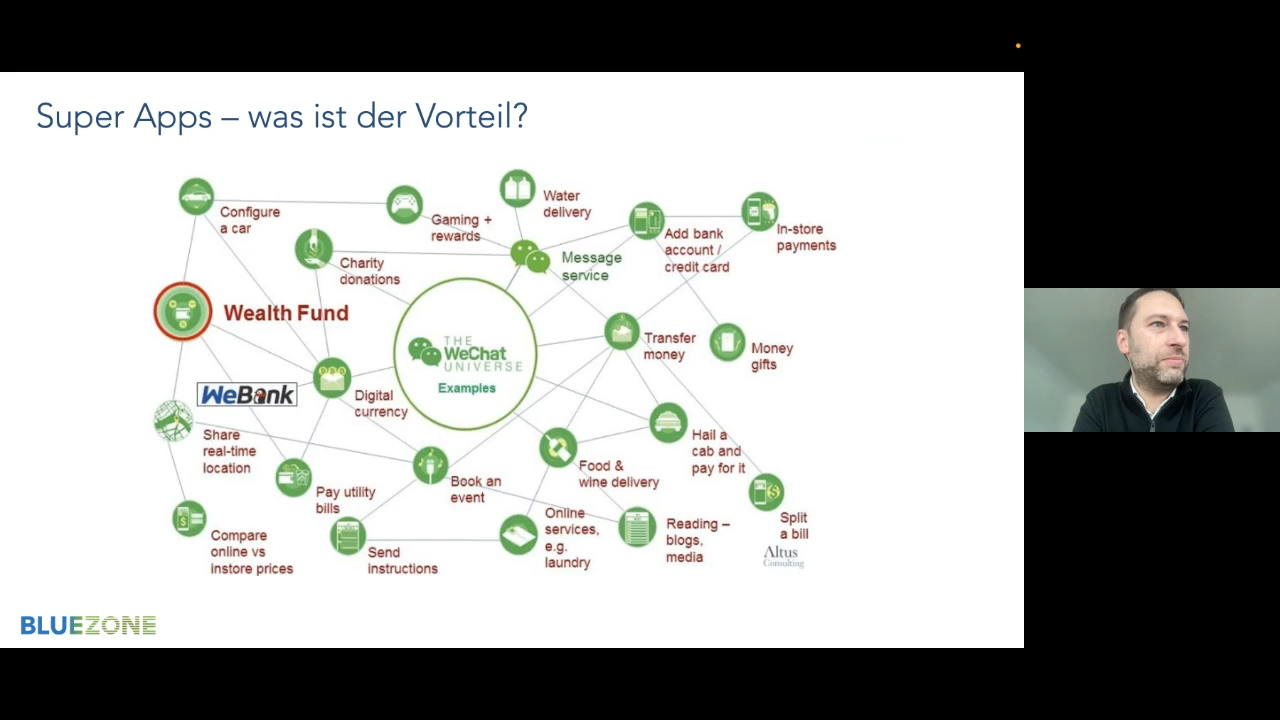 Super Apps – was ist der Vorteil?
Configure
a car
Gaming +
rewards
Water
delivery
Add bank
account /
credit card
In-store
payments
Charity
donations
Message
service
Wealth Fund
THE
WeChat
UNIVERSE
Examples
Transfer
money
Money
gifts
WeBank
Digital
currency
Share
real-time
location
Hail a
cab and
pay for it
Pay utility
bills
Book an
event
Food &
wine delivery
Compare
online vs
instore prices
Send
instructions
Online
services,
e.g.
laundry
Reading –
blogs,
media
Split
a bill
Altus
Consulting
BLUEZONE